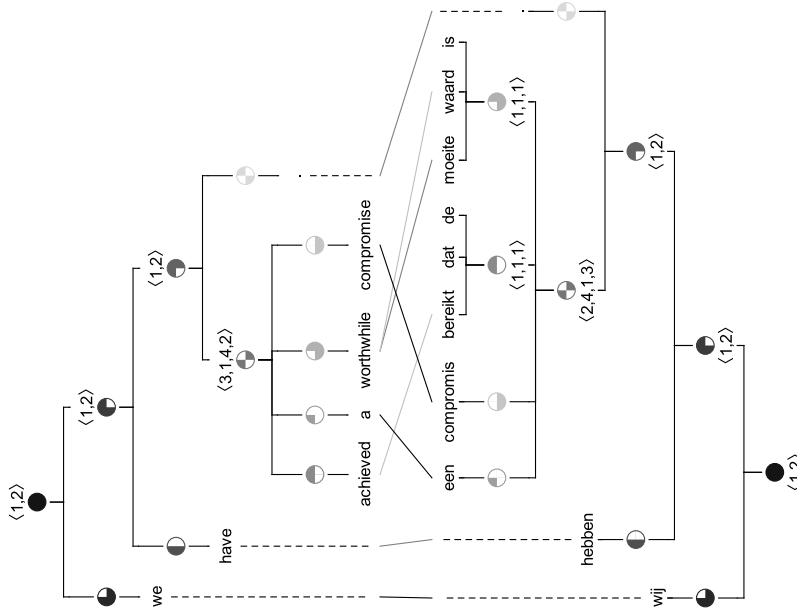 ⟨1,2⟩
we
⟨1,2⟩
have
⟨1,2⟩
⟨3,1,4,2⟩
.
achieved
a
worthwhile
compromise
een
compromis
bereikt
dat
de
moeite
waard
is
.
⟨1,1,1⟩
⟨1,1,1⟩
⟨2,4,1,3⟩
hebben
⟨1,2⟩
wij
⟨1,2⟩
⟨1,2⟩